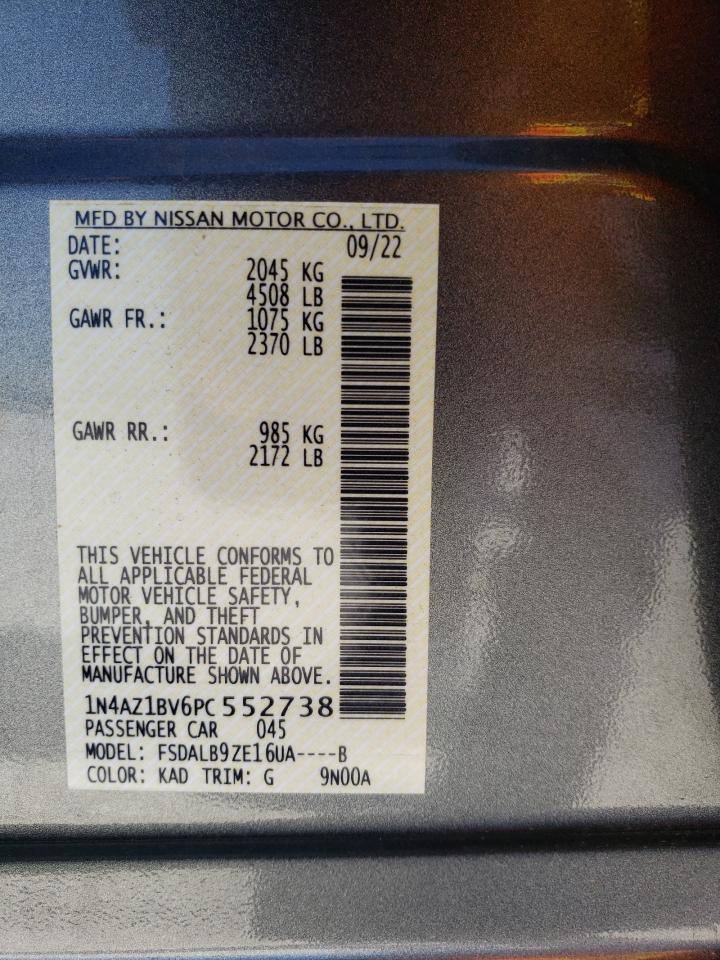 MFD BY NISSAN MOTOR CO., LTD.
DATE: 09/22
GVWR: 2045 KG
4508 LB
GAWR FR.: 1075 KG
2370 LB
GAWR RR.: 985 KG
2172 LB
THIS VEHICLE CONFORMS TO
ALL APPLICABLE FEDERAL
MOTOR VEHICLE SAFETY,
BUMPER, AND THEFT
PREVENTION STANDARDS IN
EFFECT ON THE DATE OF
MANUFACTURE SHOWN ABOVE.
1N4AZ1BV6PC552738
PASSENGER CAR 045
MODEL: FSDALB9ZE16UA----B
COLOR: KAD TRIM: G 9N00A